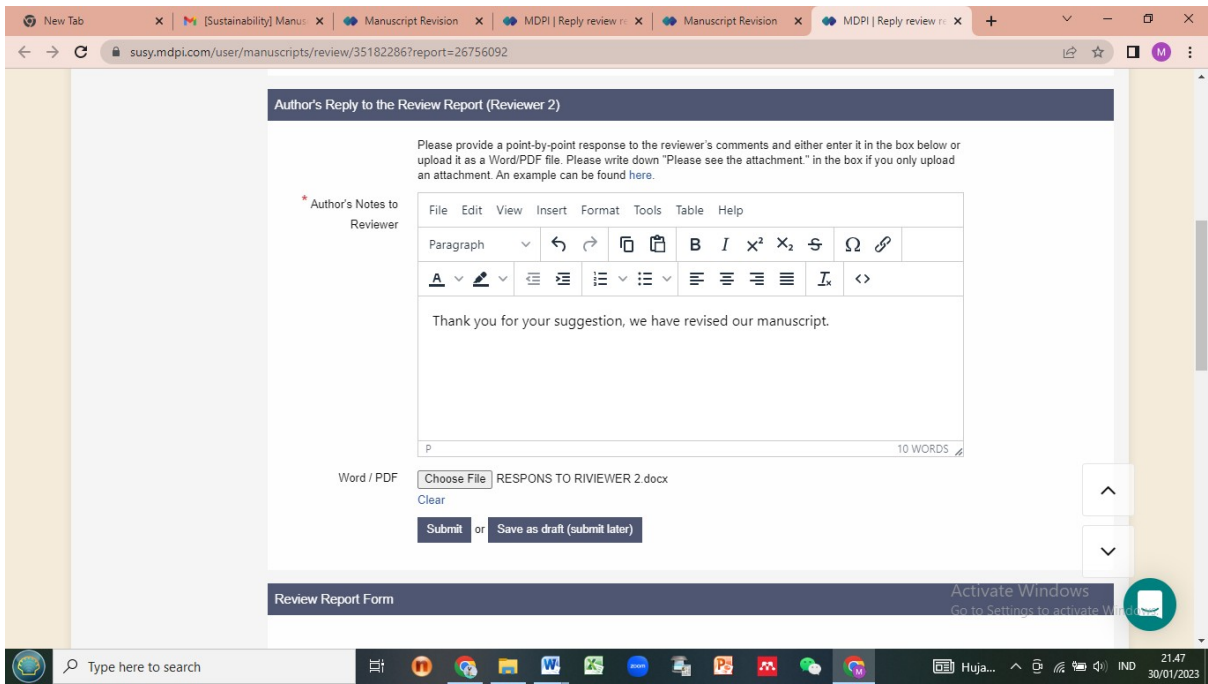 New Tab
[Sustainability] Manus
Manuscript Revision
MDPI | Reply review re
Manuscript Revision
MDPI | Reply review re
susy.mdpi.com/user/manuscripts/review/35182286?report=26756092
M
Author's Reply to the Review Report (Reviewer 2)
Please provide a point-by-point response to the reviewer's comments and either enter it in the box below or
upload it as a Word/PDF file. Please write down "Please see the attachment." in the box if you only upload
an attachment. An example can be found here.
* Author's Notes to
Reviewer
File Edit View Insert Format Tools Table Help
Paragraph
B I X² X₂ S Ω
A
Thank you for your suggestion, we have revised our manuscript.
P
10 WORDS
Word / PDF
Choose File RESPONS TO RIVIEWER 2.docx
Clear
Submit or Save as draft (submit later)
Review Report Form
Activate Windows
Go to Settings to activate Windows.
Type here to search
Huja...
IND
21.47
30/01/2023